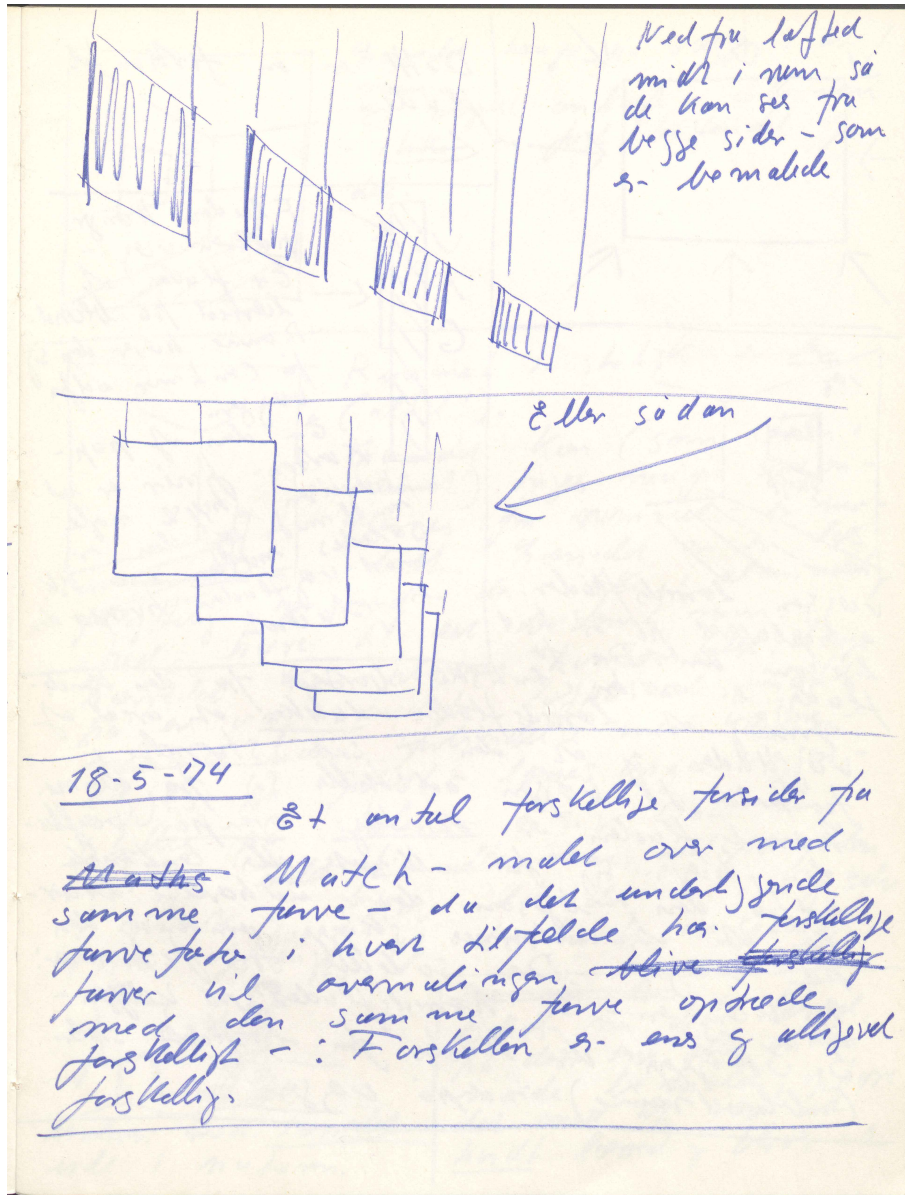 Ned fra loftet
midt i rum, så
de kan ses fra
begge sider - som
er bemalede
Eller sådan
18-5-'74
Et antal forskellige forsider fra
Maths Match - malet over med
samme farve - da det underliggende
farvefoto i hvert tilfælde har forskellige
farver vil overmalingen blive forskellig
med den samme farve optræde
forskelligt - : Forskellen er ens og alligevel
forskellig.